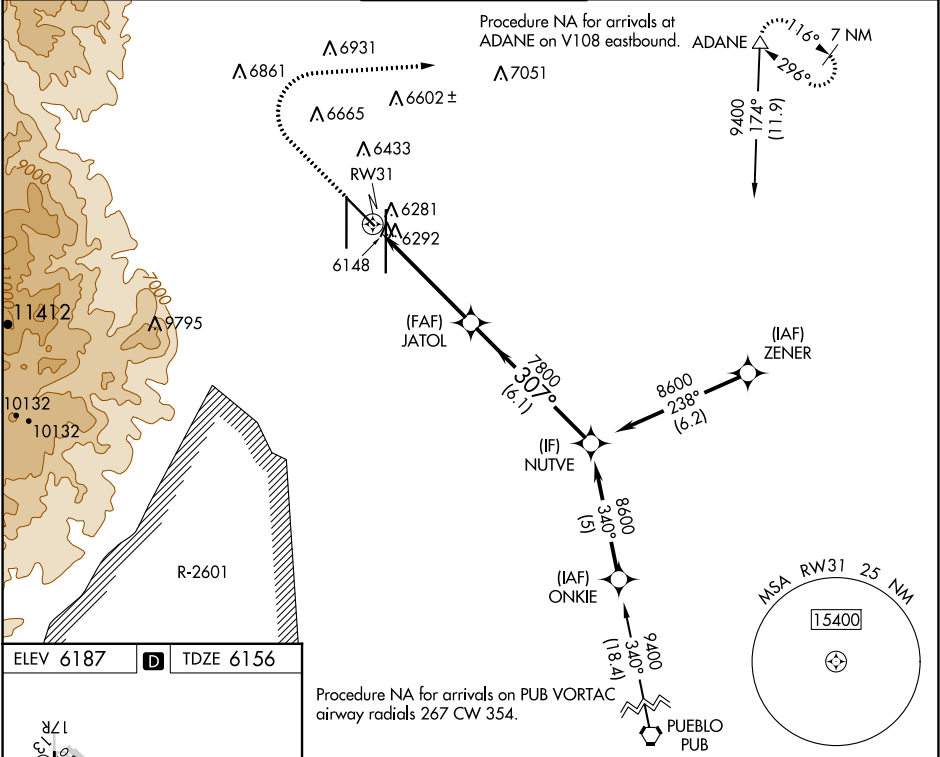 Procedure NA for arrivals at
ADANE on V108 eastbound.
ADANE
116°
7 NM
296°
9400
174°
(11.9)
6931
6861
7051
6602 ±
6665
6433
RW31
6281
6292
6148
9000
7000
11412
9795
10132
10132
(FAF)
JATOL
7800
307°
(6.1)
(IAF)
ZENER
8600
238°
(6.2)
(IF)
NUTVE
8600
340°
(5)
(IAF)
ONKIE
R-2601
MSA RW31 25 NM
15400
9400
340°
(18.4)
ELEV 6187
D
TDZE 6156
Procedure NA for arrivals on PUB VORTAC
airway radials 267 CW 354.
PUEBLO
PUB
17R